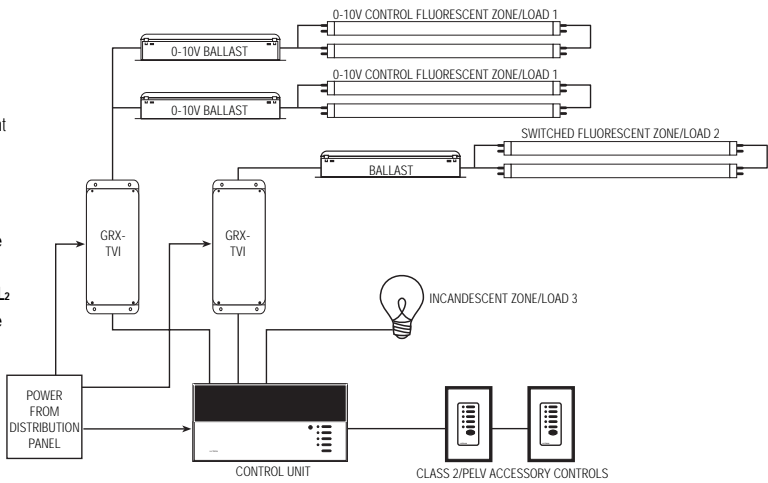 0-10V CONTROL FLUORESCENT ZONE/LOAD 1
0-10V BALLAST
0-10V CONTROL FLUORESCENT ZONE/LOAD 1
0-10V BALLAST
SWITCHED FLUORESCENT ZONE/LOAD 2
BALLAST
GRX-
TVI
GRX-
TVI
INCANDESCENT ZONE/LOAD 3
L2
POWER
FROM
DISTRIBUTION
PANEL
CONTROL UNIT
CLASS 2/PELV ACCESSORY CONTROLS